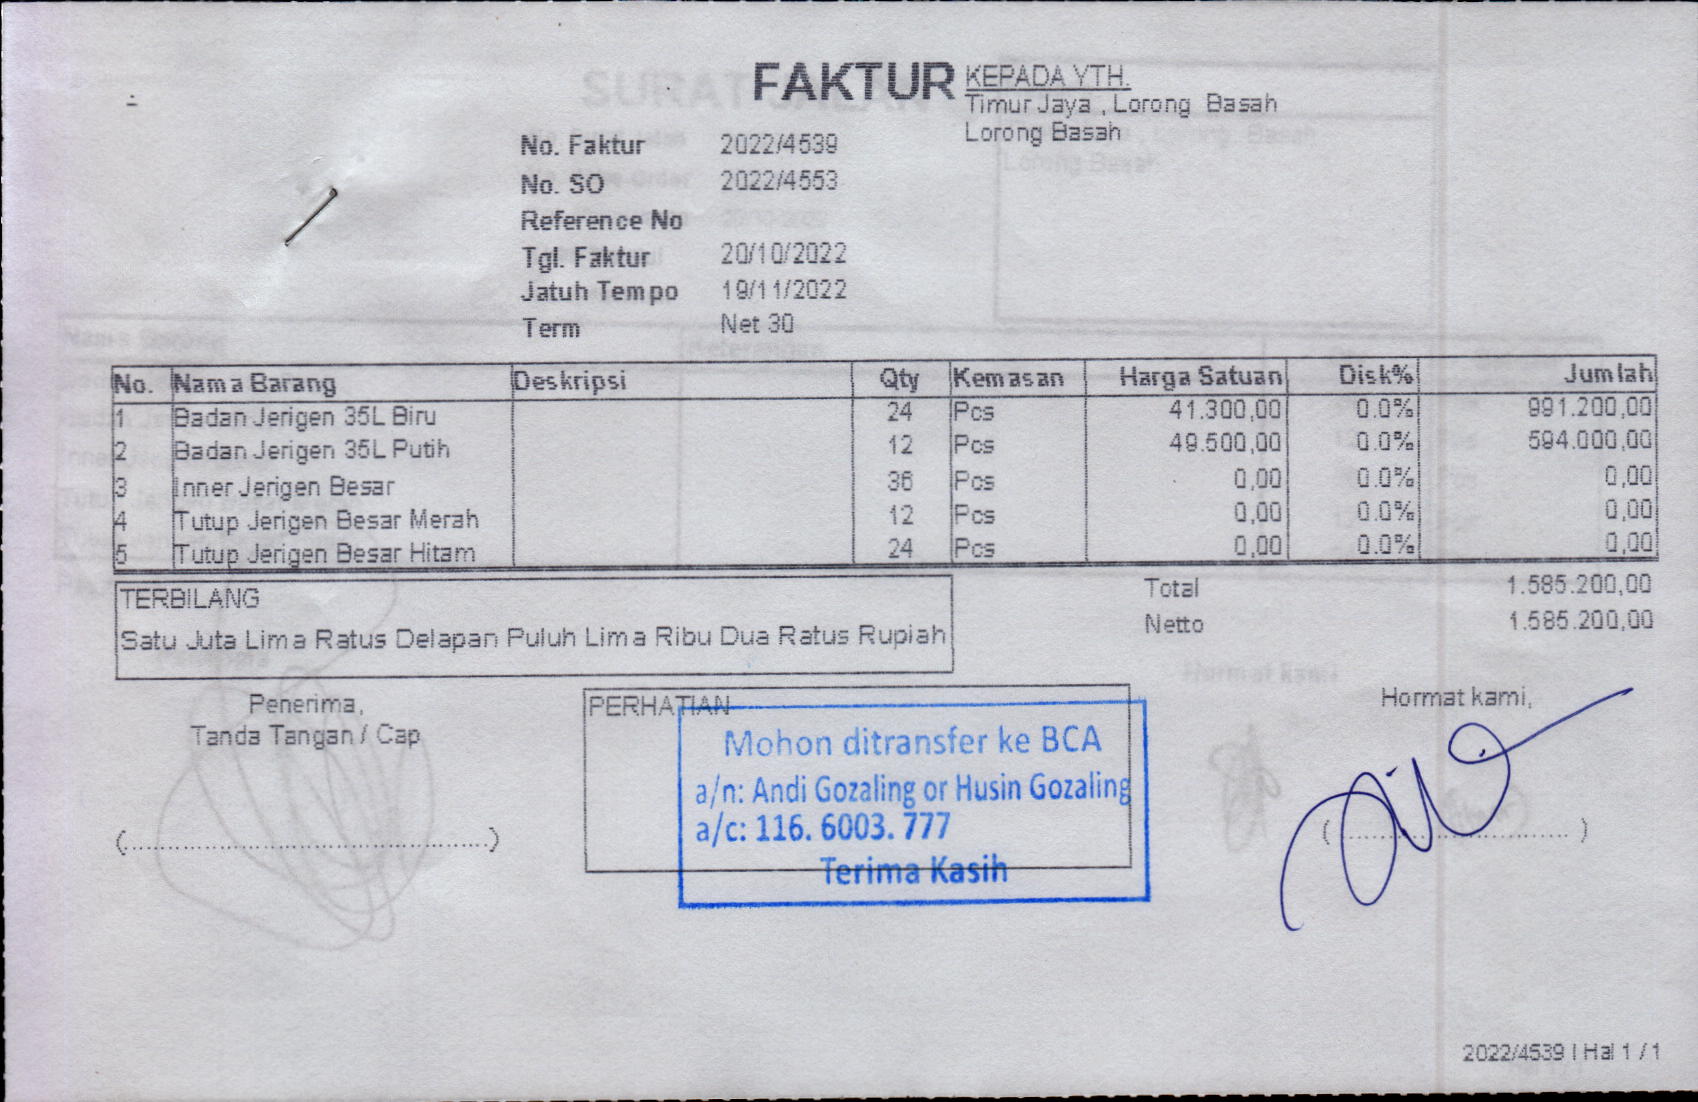 FAKTUR
KEPADA YTH.
Timur Jaya , Lorong Basah
Lorong Basah
No. Faktur 2022/4539
No. SO 2022/4553
Reference No
Tgl. Faktur 20/10/2022
Jatuh Tempo 19/11/2022
Term Net 30
No. Nama Barang Deskripsi Qty Kemasan Harga Satuan Disk% Jumlah
1 Badan Jerigen 35L Biru 24 Pcs 41.300,00 0.0% 991.200,00
2 Badan Jerigen 35L Putih 12 Pcs 49.500,00 0.0% 594.000,00
3 Inner Jerigen Besar 36 Pcs 0,00 0.0% 0,00
4 Tutup Jerigen Besar Merah 12 Pcs 0,00 0.0% 0,00
5 Tutup Jerigen Besar Hitam 24 Pcs 0,00 0.0% 0,00
TERBILANG
Satu Juta Lima Ratus Delapan Puluh Lima Ribu Dua Ratus Rupiah
Total 1.585.200,00
Netto 1.585.200,00
Penerima,
Tanda Tangan / Cap
(........................................)
PERHATIAN
Mohon ditransfer ke BCA
a/n: Andi Gozaling or Husin Gozaling
a/c: 116. 6003. 777
Terima Kasih
Hormat kami,
(........................................)
2022/4539 | Hal 1 / 1